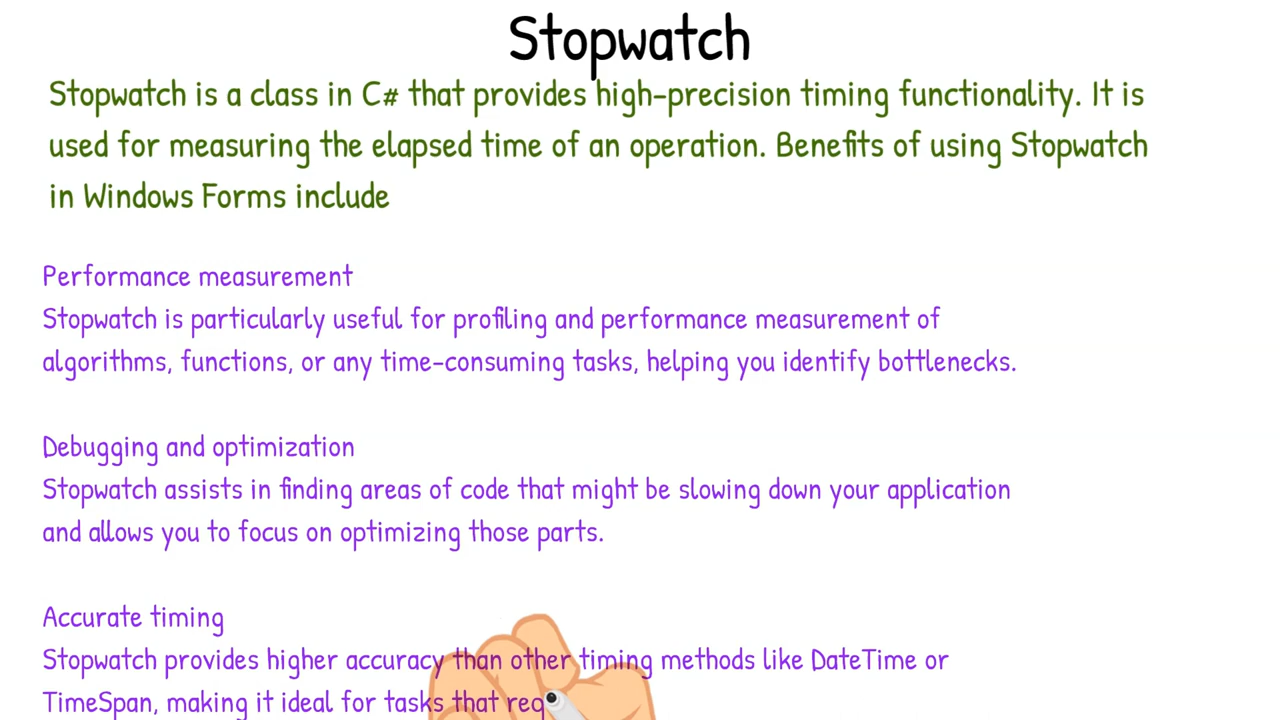 Stopwatch
Stopwatch is a class in C# that provides high-precision timing functionality. It is
used for measuring the elapsed time of an operation. Benefits of using Stopwatch
in Windows Forms include
Performance measurement
Stopwatch is particularly useful for profiling and performance measurement of
algorithms, functions, or any time-consuming tasks, helping you identify bottlenecks.
Debugging and optimization
Stopwatch assists in finding areas of code that might be slowing down your application
and allows you to focus on optimizing those parts.
Accurate timing
Stopwatch provides higher accuracy than other timing methods like DateTime or
TimeSpan, making it ideal for tasks that req